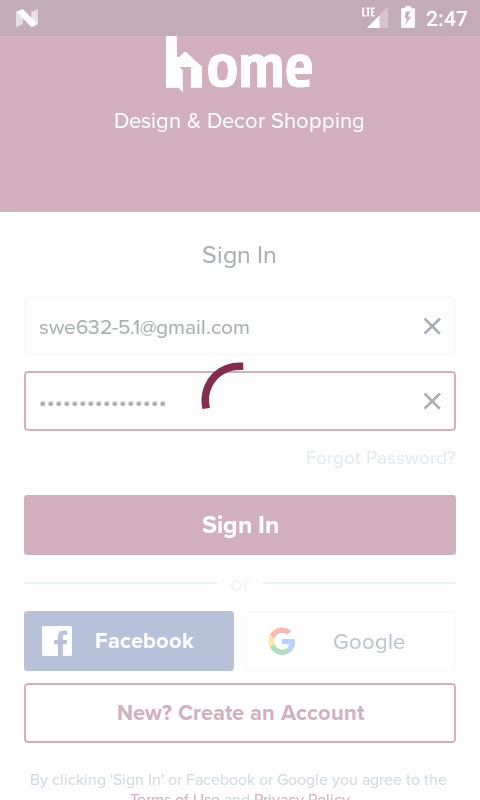 LTE 2:47
home
Design & Decor Shopping
Sign In
swe632-5.1@gmail.com
••••••••••••••••
Forgot Password?
Sign In
or
Facebook
Google
New? Create an Account
By clicking 'Sign In' or Facebook or Google you agree to the
Terms of Use and Privacy Policy